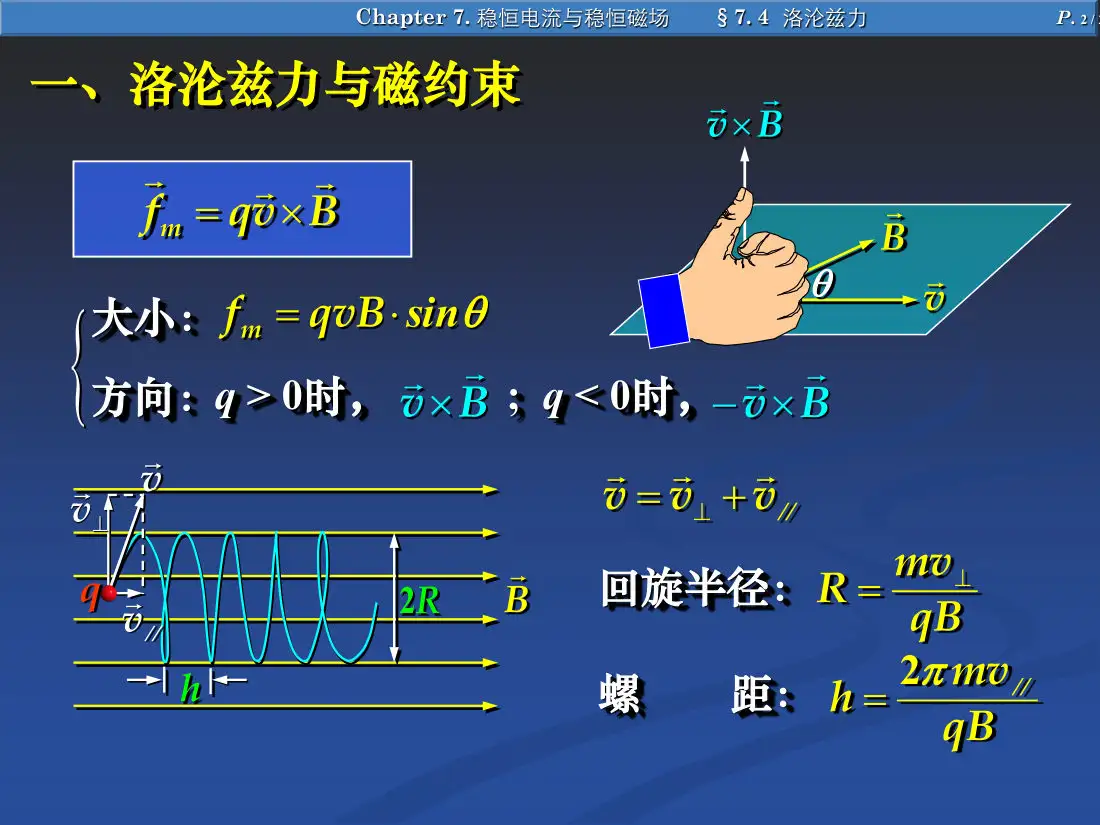 Chapter 7. 稳恒电流与稳恒磁场 § 7. 4 洛沦兹力 P. 2 /
一、洛沦兹力与磁约束
v⃗ × B⃗
f⃗ₘ = qv⃗ × B⃗
B⃗
θ
v⃗
大小: fₘ = qvB · sinθ
方向: q > 0时, v⃗ × B⃗ ; q < 0时, −v⃗ × B⃗
v⃗
v⃗⊥
q
v⃗//
2R
B⃗
h
v⃗ = v⃗⊥ + v⃗//
回旋半径: R = mv⊥ / qB
螺 距: h = 2πmv// / qB